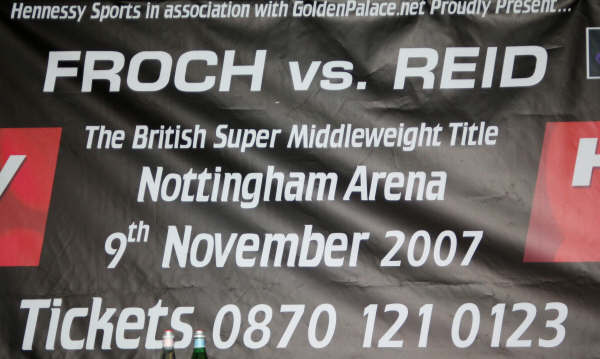 Hennessy Sports in association with GoldenPalace.net Proudly Present...
FROCH vs. REID
The British Super Middleweight Title
Nottingham Arena
9th November 2007
Tickets 0870 121 0123